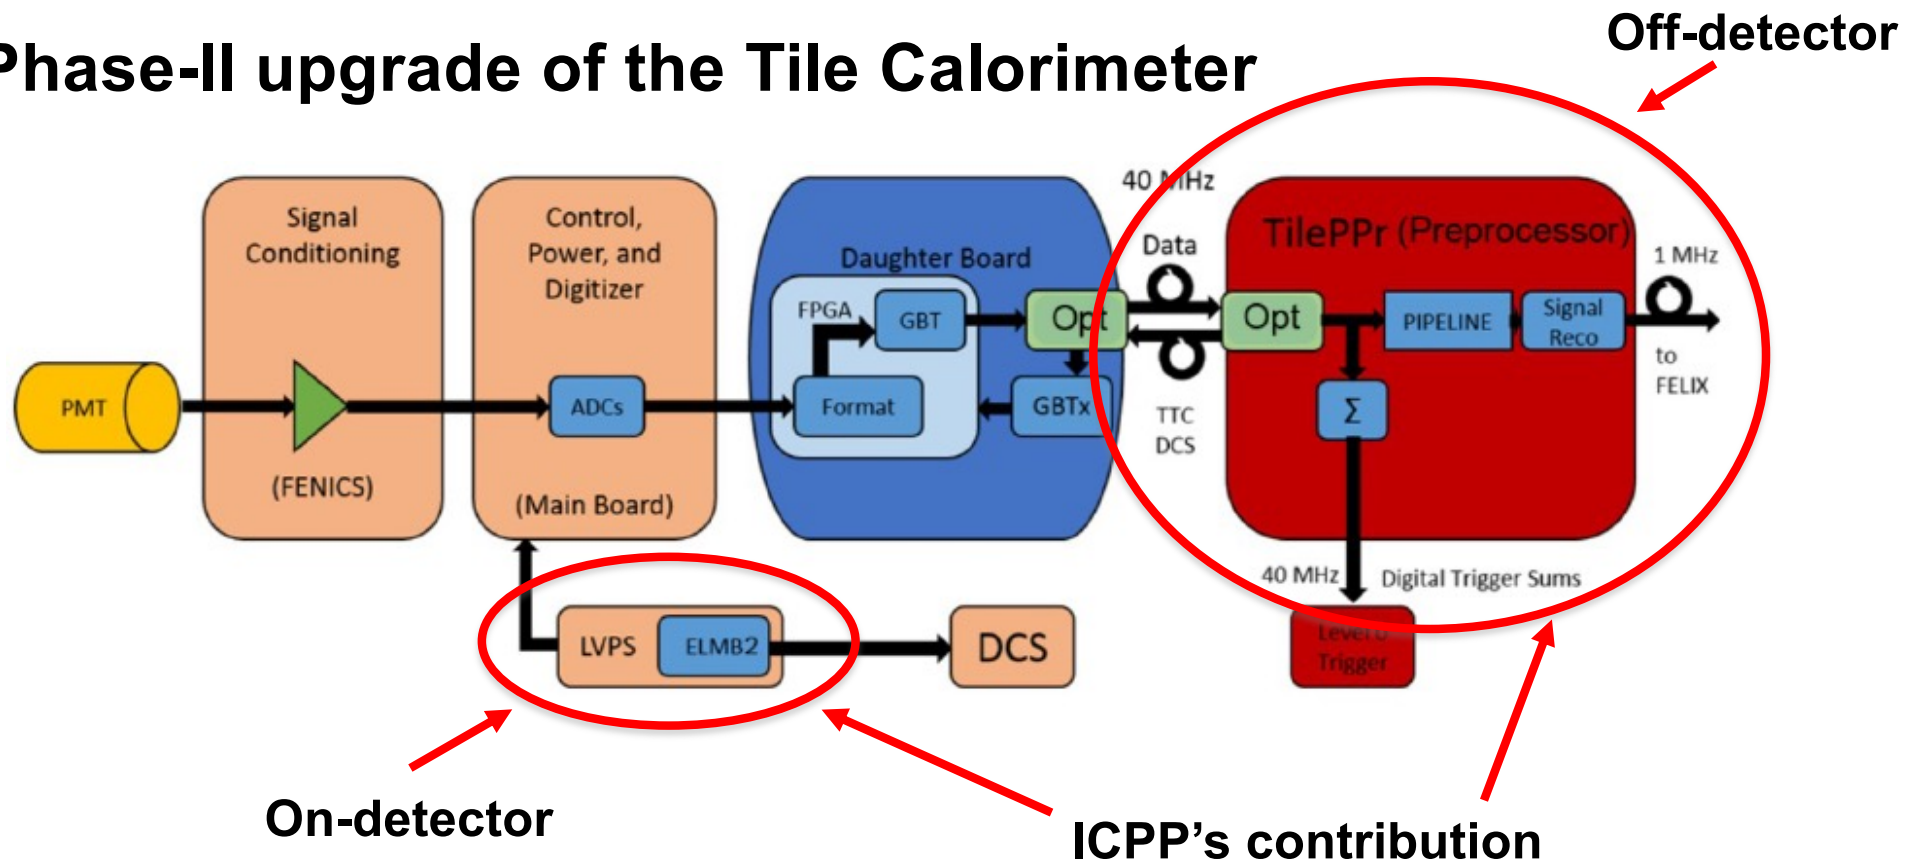 Off-detector
Phase-II upgrade of the Tile Calorimeter
Signal
Conditioning
(FENICS)
Control,
Power, and
Digitizer
(Main Board)
PMT
ADCs
Daughter Board
FPGA
GBT
Format
Opt
GBTx
40 MHz
Data
TTC
DCS
TilePPr (Preprocessor)
Opt
PIPELINE
Signal
Reco
Σ
1 MHz
to
FELIX
40 MHz
Digital Trigger Sums
Level 0
Trigger
LVPS
ELMB2
DCS
On-detector
ICPP’s contribution